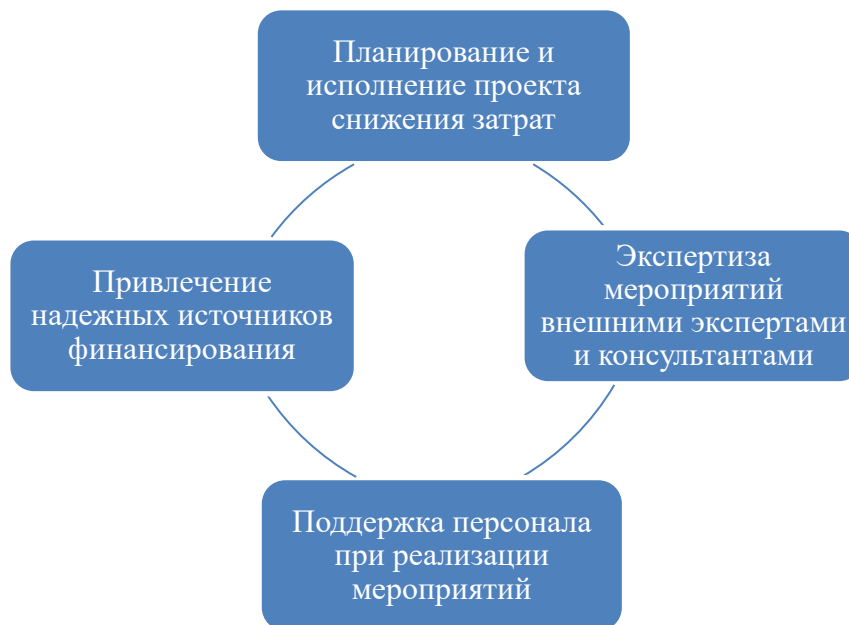 Планирование и
исполнение проекта
снижения затрат
Экспертиза
мероприятий
внешними экспертами
и консультантами
Поддержка персонала
при реализации
мероприятий
Привлечение
надежных источников
финансирования